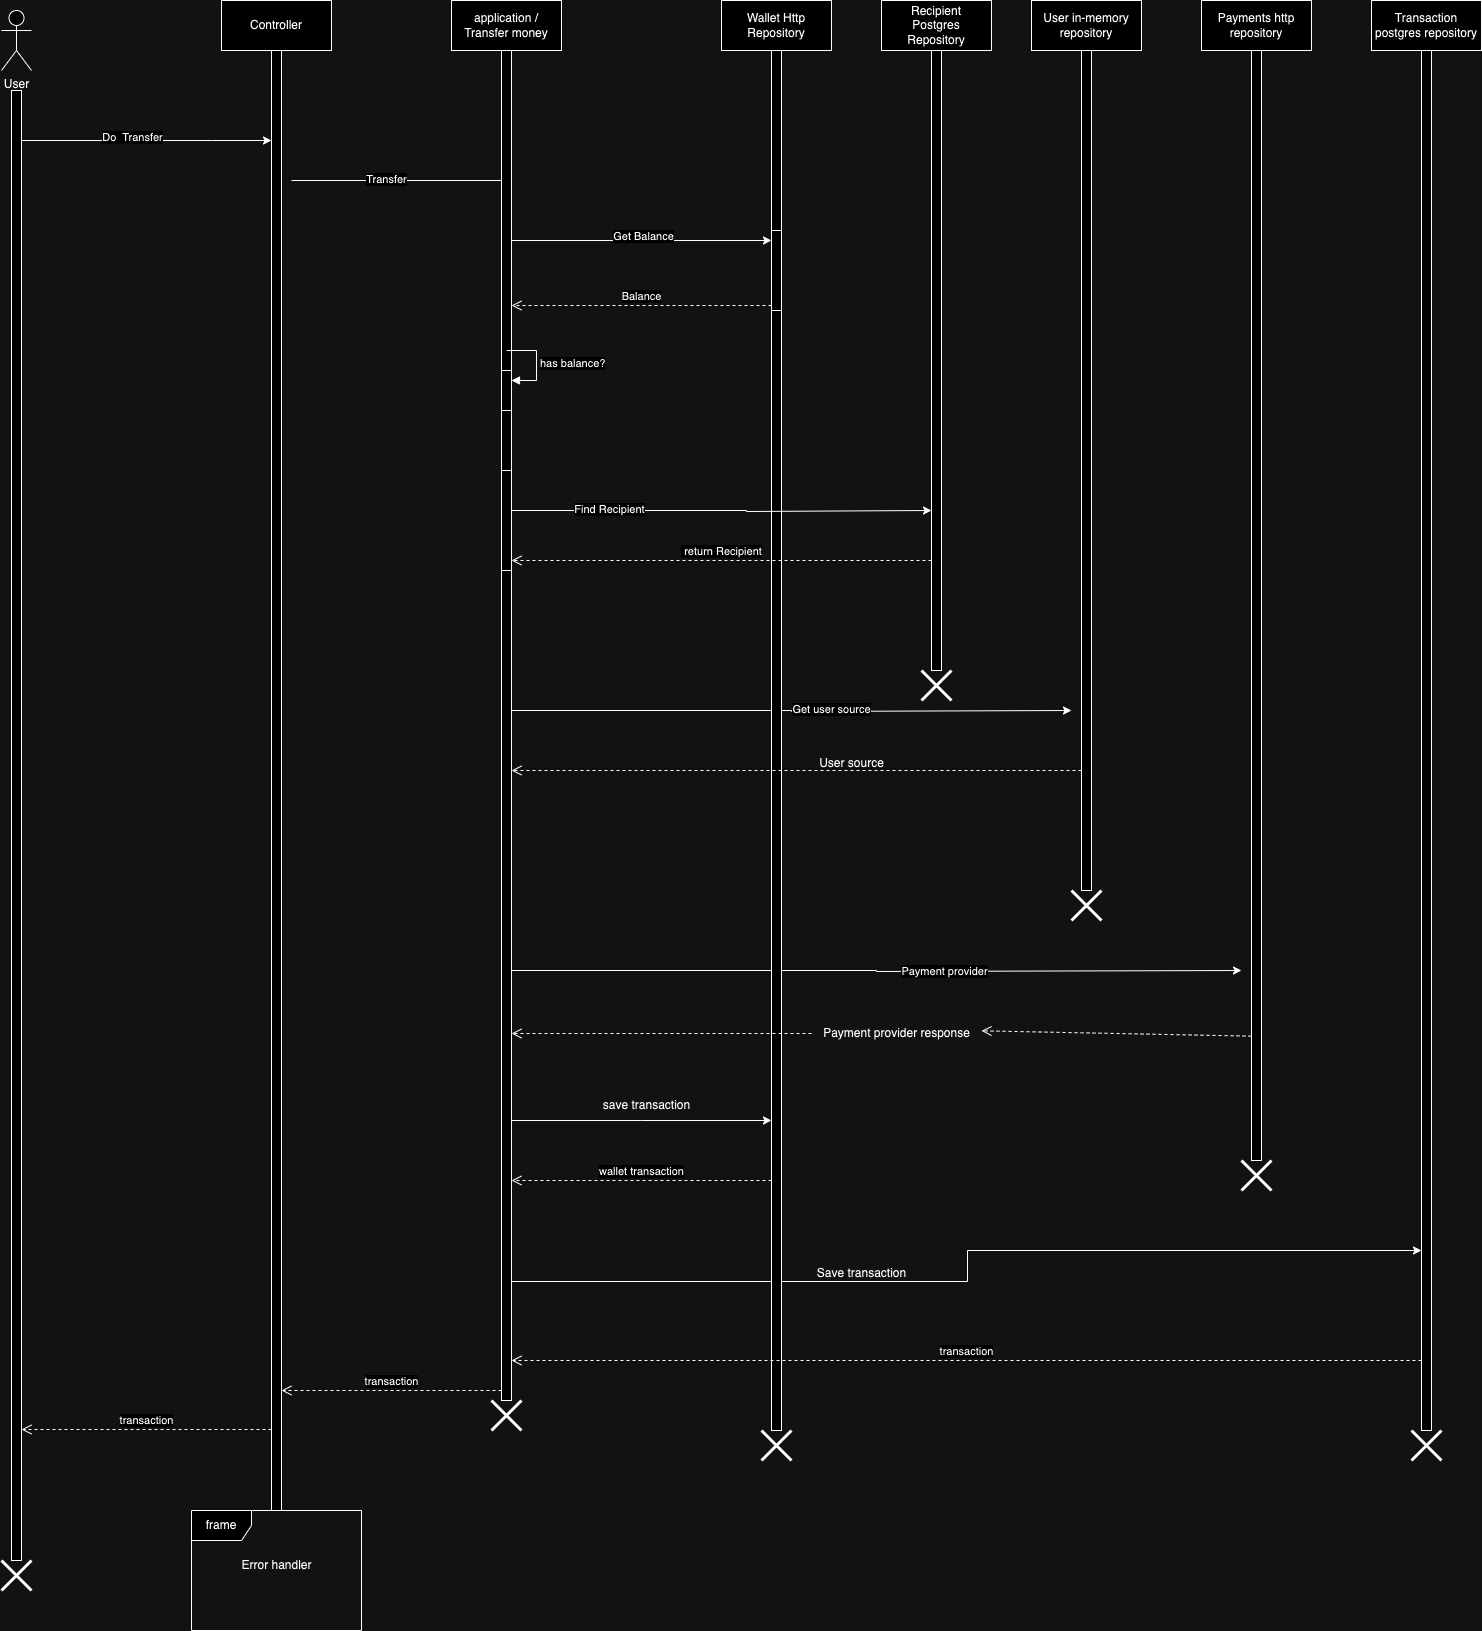 Controller
application /
Transfer money
Wallet Http
Repository
Recipient
Postgres
Repository
User in-memory
repository
Payments http
repository
Transaction
postgres repository
User
Do  Transfer
Transfer
Get Balance
Balance
has balance?
Find Recipient
return Recipient
Get user source
User source
Payment provider
Payment provider response
save transaction
wallet transaction
Save transaction
transaction
transaction
transaction
frame
Error handler